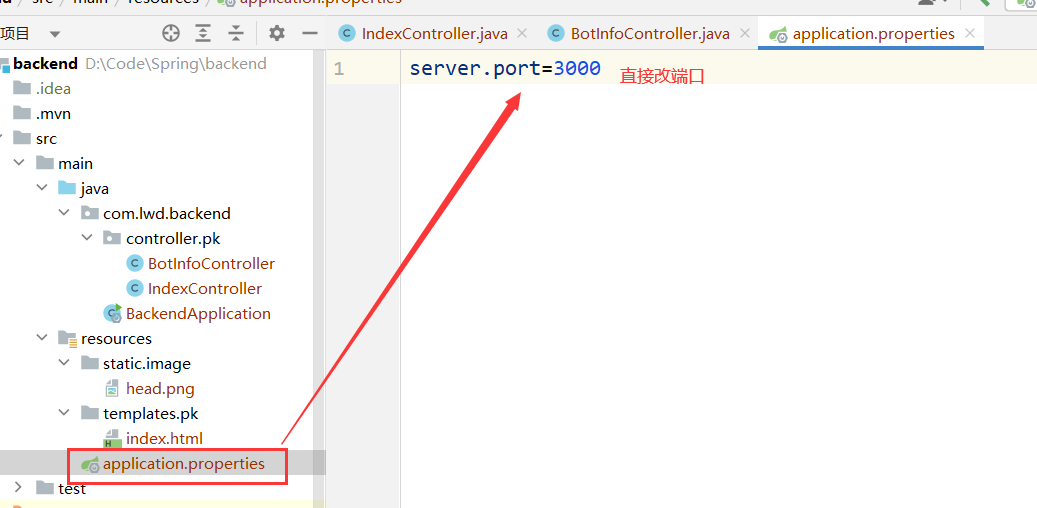 src main resources application.properties
项目
IndexController.java
BotInfoController.java
application.properties
backend D:\Code\Spring\backend
1
server.port=3000
直接改端口
.idea
.mvn
src
main
java
com.lwd.backend
controller.pk
BotInfoController
IndexController
BackendApplication
resources
static.image
head.png
templates.pk
index.html
application.properties
test